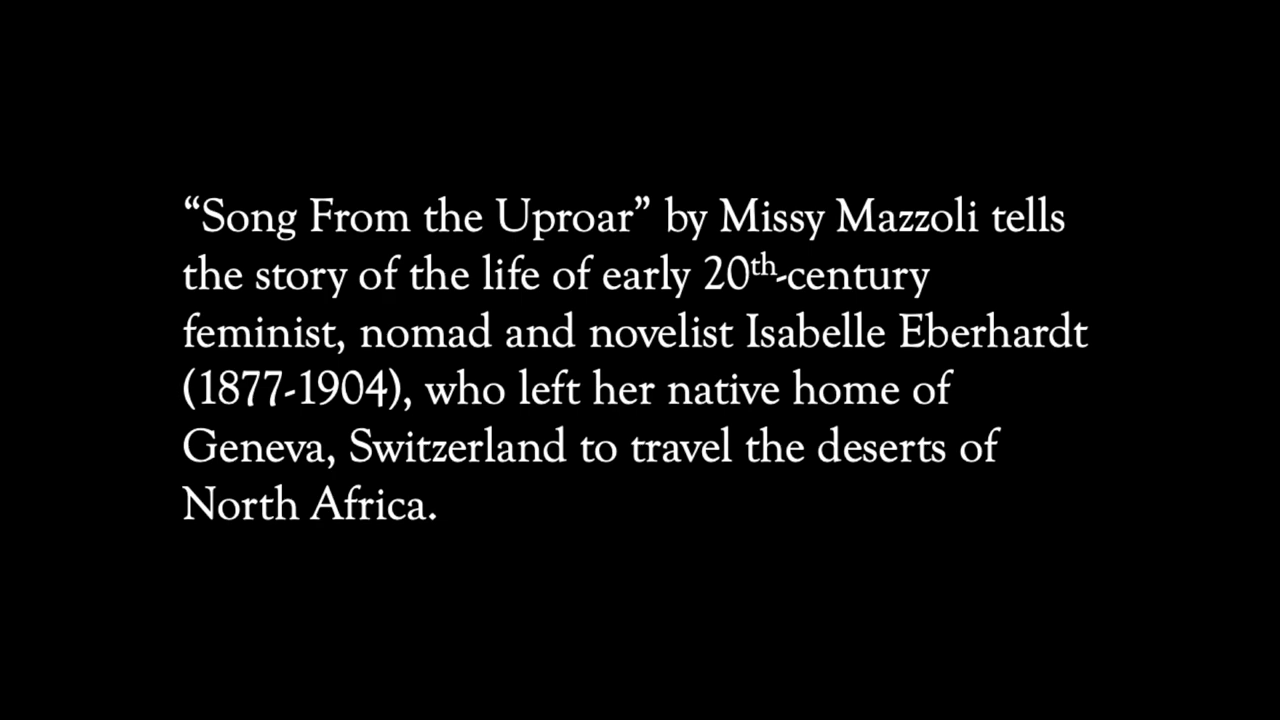 “Song From the Uproar” by Missy Mazzoli tells
the story of the life of early 20th-century
feminist, nomad and novelist Isabelle Eberhardt
(1877-1904), who left her native home of
Geneva, Switzerland to travel the deserts of
North Africa.